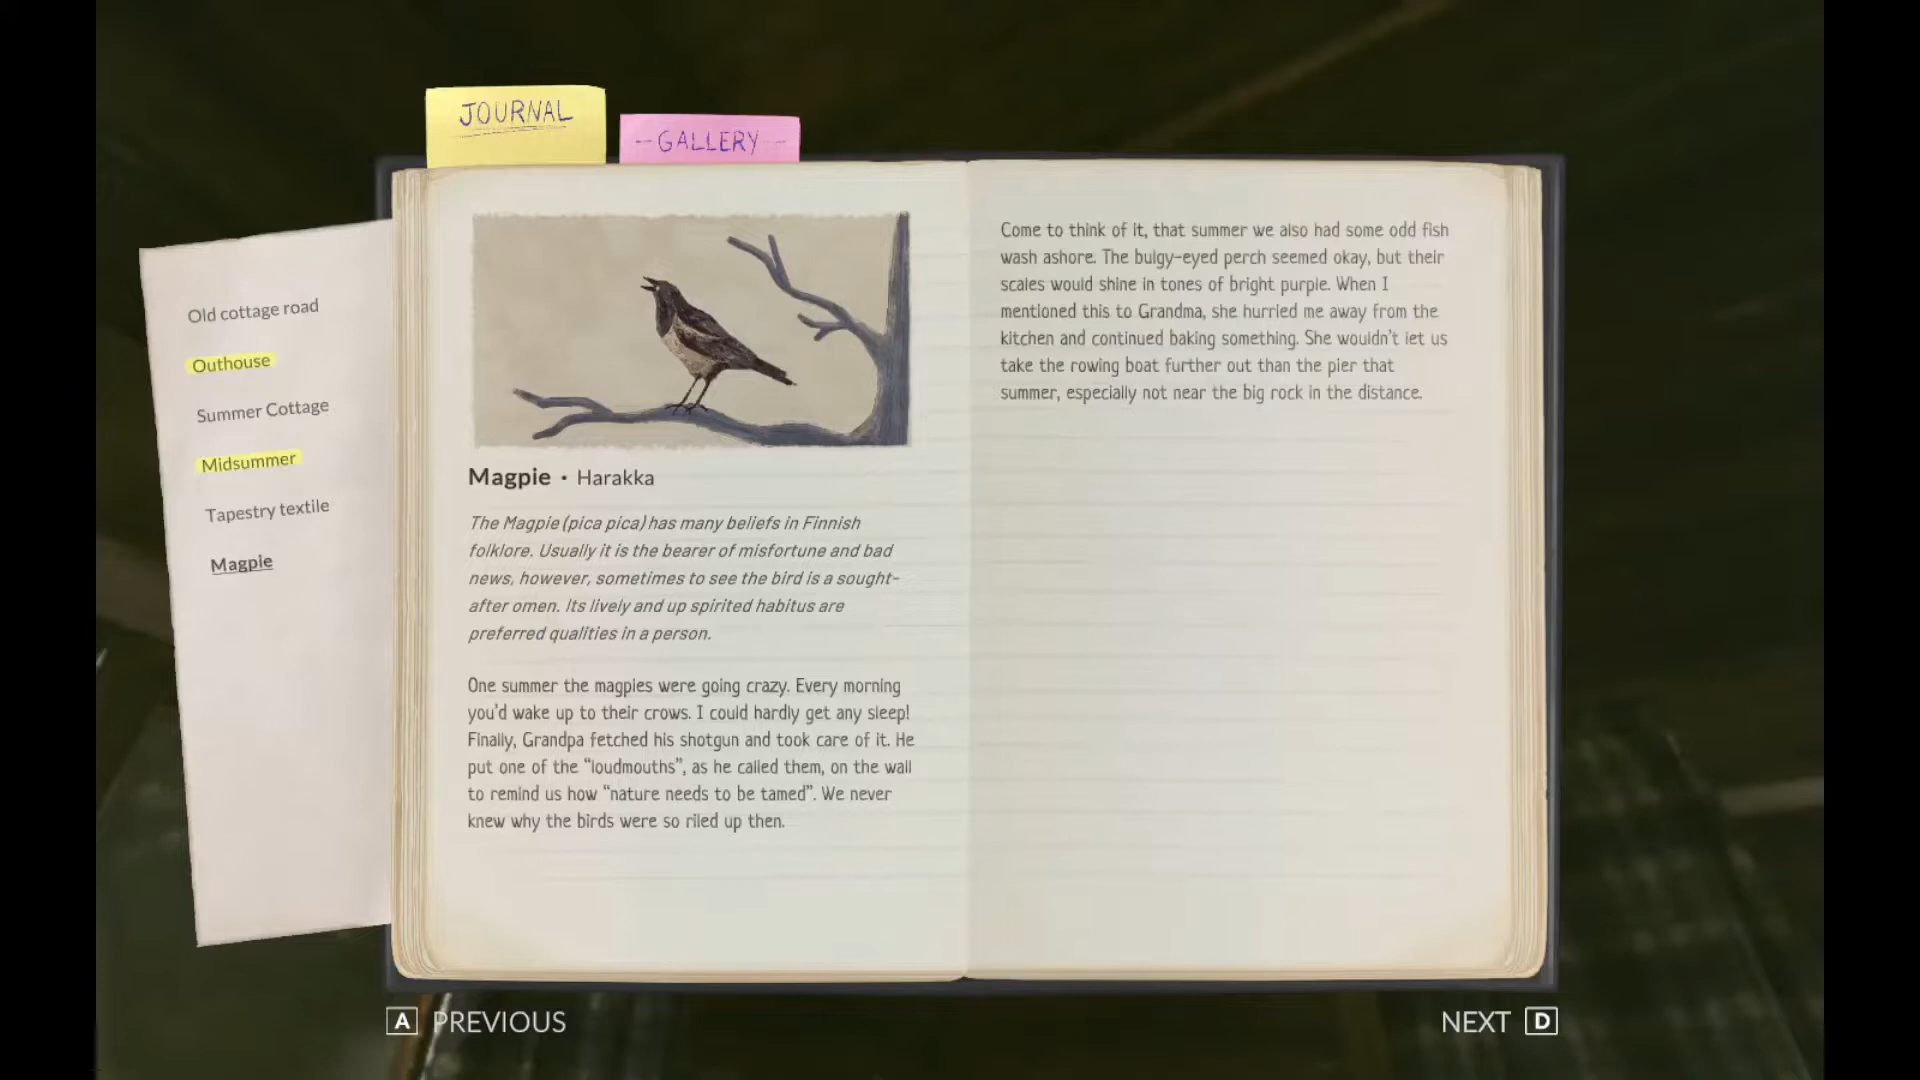 JOURNAL
-GALLERY-
Old cottage road
Outhouse
Summer Cottage
Midsummer
Tapestry textile
Magpie
Magpie · Harakka
The Magpie (pica pica) has many beliefs in Finnish
folklore. Usually it is the bearer of misfortune and bad
news, however, sometimes to see the bird is a sought-
after omen. Its lively and up spirited habitus are
preferred qualities in a person.
One summer the magpies were going crazy. Every morning
you'd wake up to their crows. I could hardly get any sleep!
Finally, Grandpa fetched his shotgun and took care of it. He
put one of the “loudmouths”, as he called them, on the wall
to remind us how “nature needs to be tamed”. We never
knew why the birds were so riled up then.
Come to think of it, that summer we also had some odd fish
wash ashore. The bulgy-eyed perch seemed okay, but their
scales would shine in tones of bright purple. When I
mentioned this to Grandma, she hurried me away from the
kitchen and continued baking something. She wouldn't let us
take the rowing boat further out than the pier that
summer, especially not near the big rock in the distance.
A PREVIOUS
NEXT D